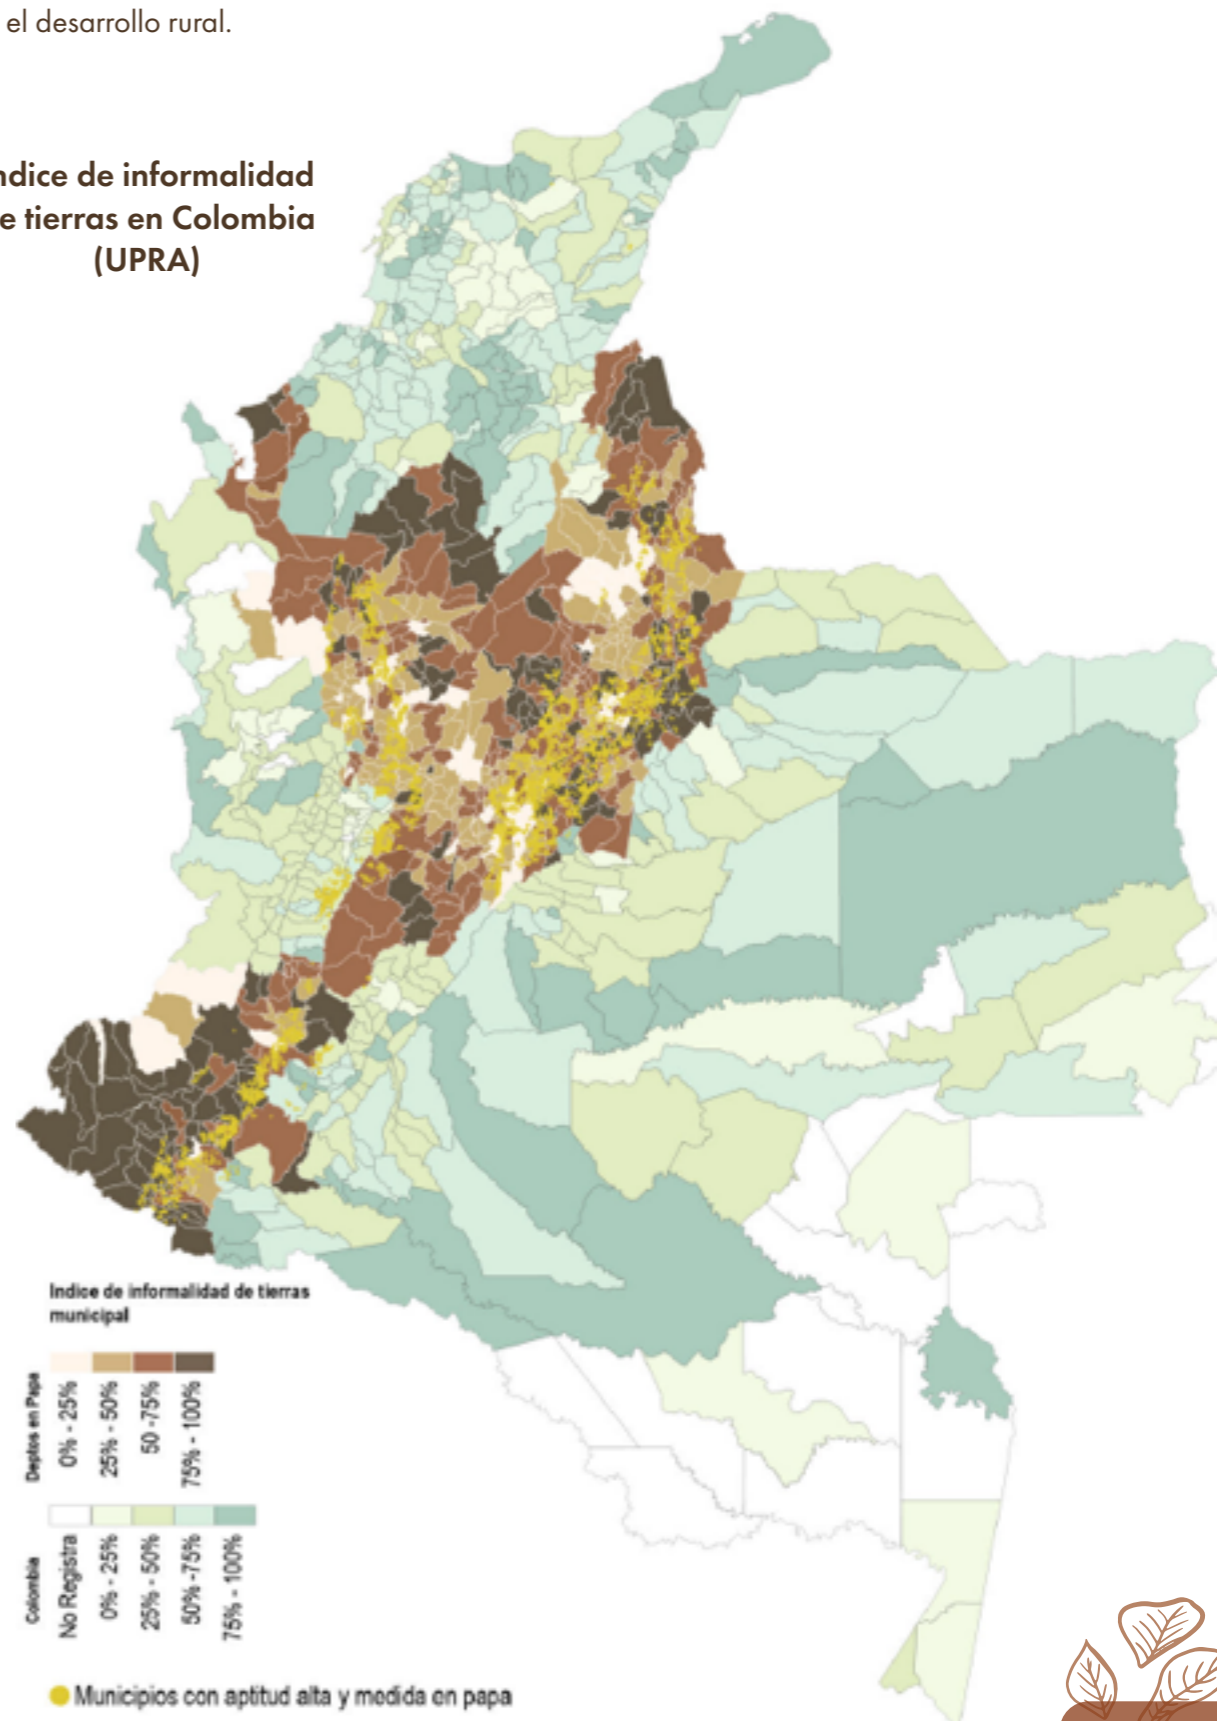 el desarrollo rural.
ndice de informalidad
e tierras en Colombia
(UPRA)
Indice de informalidad de tierras
municipal
Deptos en Papa
0% - 25%
25% - 50%
50 -75%
75% - 100%
Colombia
No Registra
0% - 25%
25% - 50%
50% -75%
75% - 100%
Municipios con aptitud alta y medida en papa